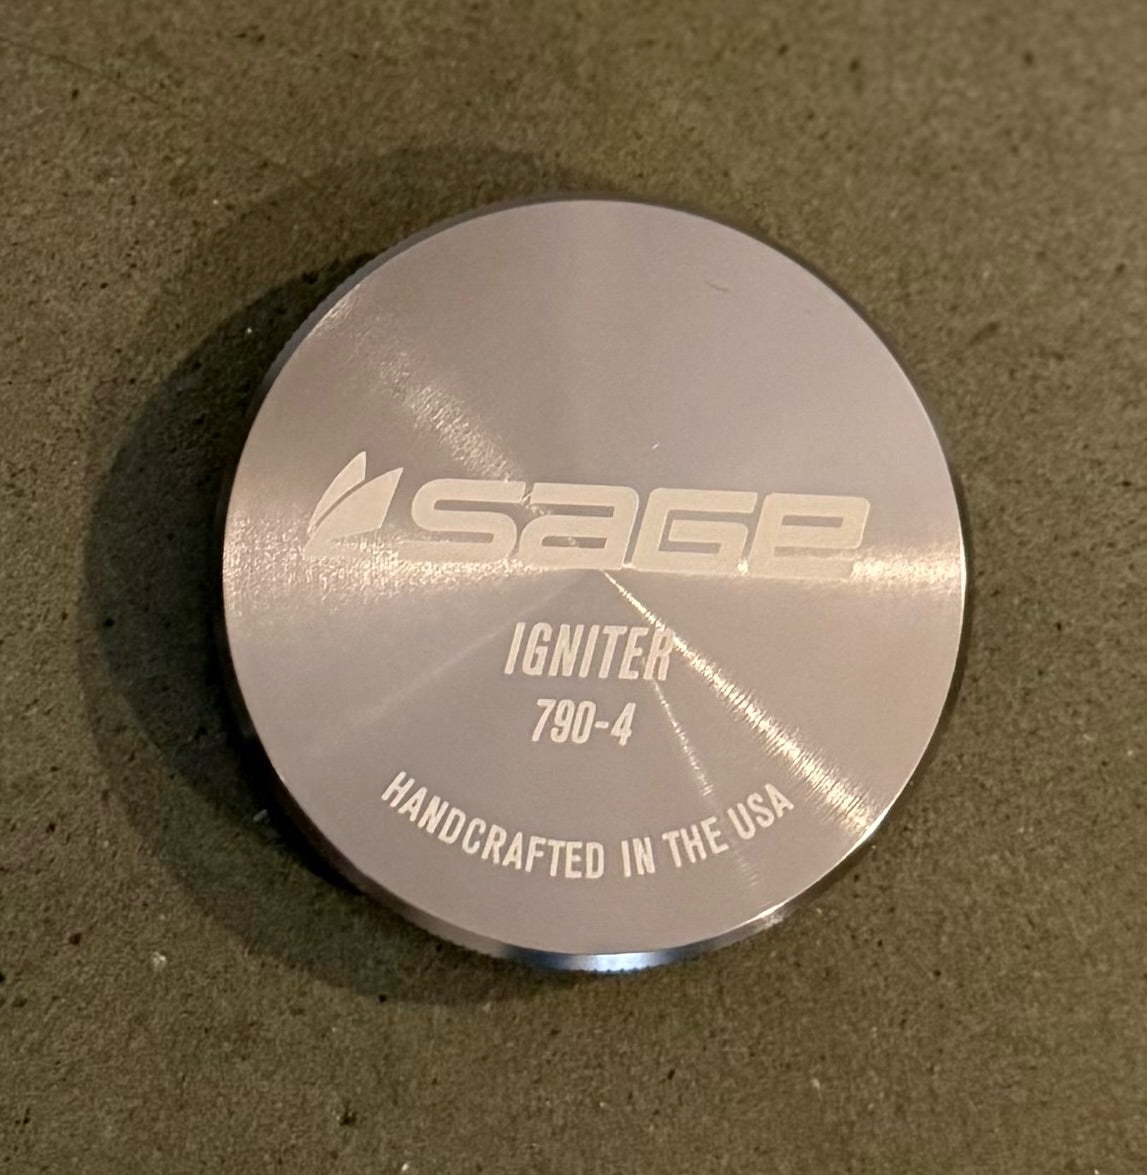 sage
IGNITER
790-4
HANDCRAFTED IN THE USA